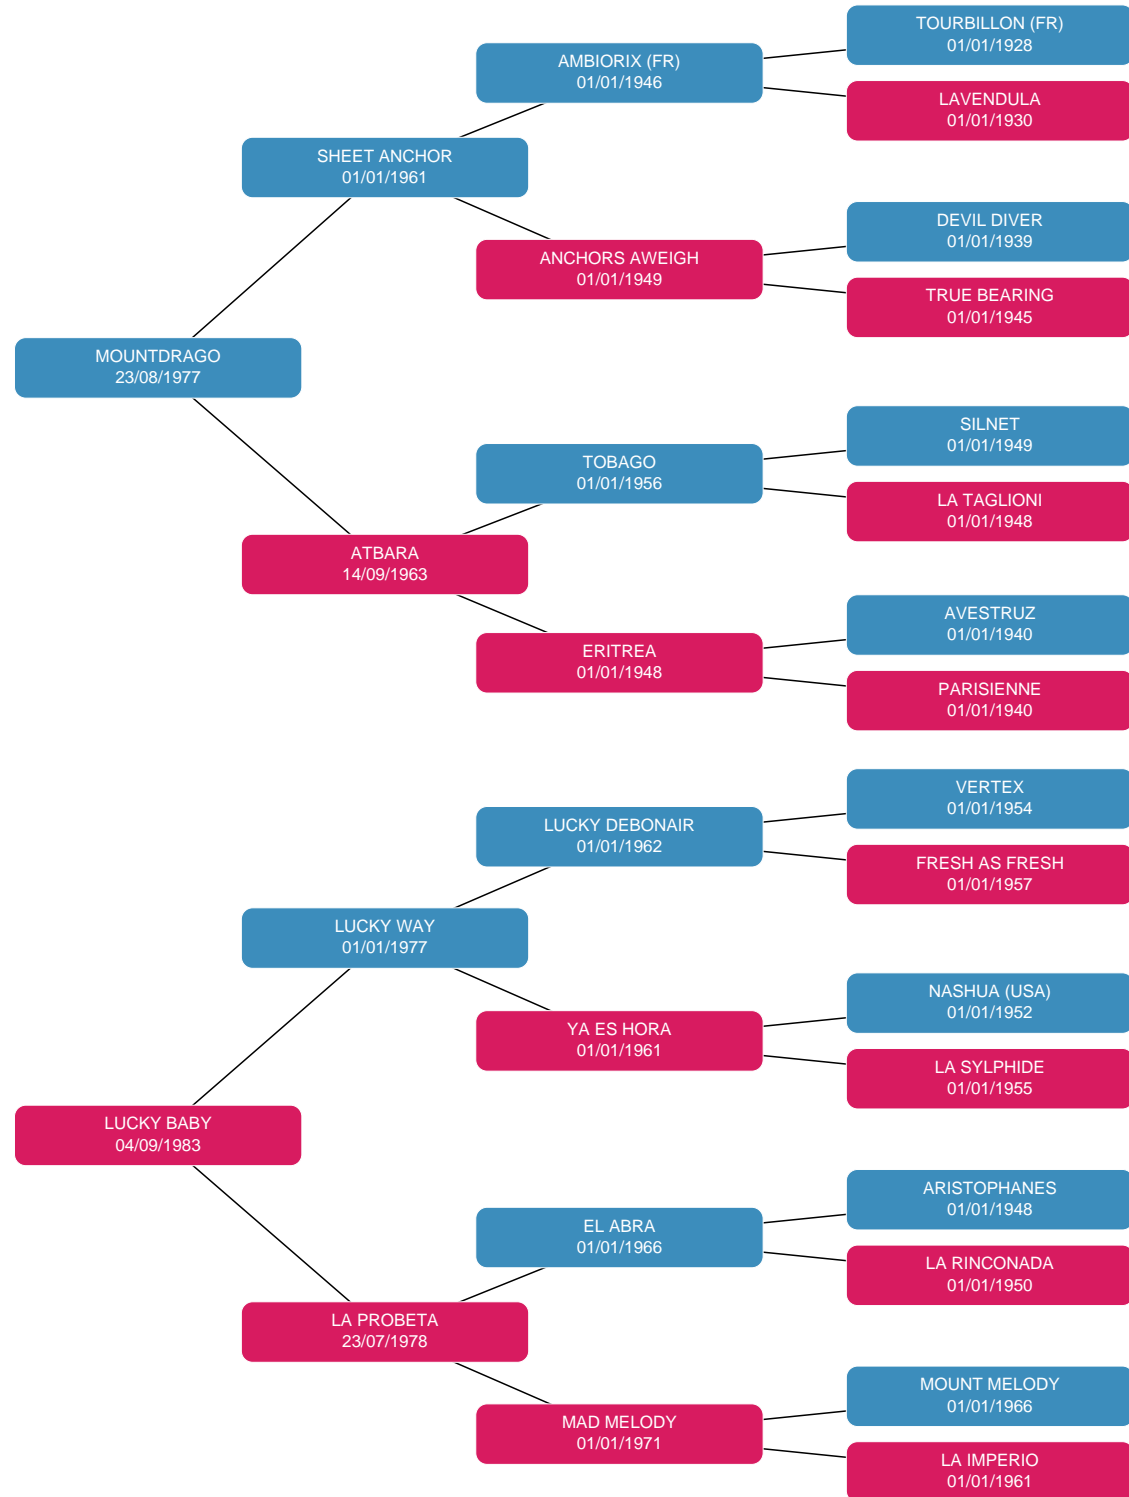 TOURBILLON (FR)
01/01/1928
AMBIORIX (FR)
01/01/1946
LAVENDULA
01/01/1930
SHEET ANCHOR
01/01/1961
DEVIL DIVER
01/01/1939
ANCHORS AWEIGH
01/01/1949
TRUE BEARING
01/01/1945
MOUNTDRAGO
23/08/1977
SILNET
01/01/1949
TOBAGO
01/01/1956
LA TAGLIONI
01/01/1948
ATBARA
14/09/1963
AVESTRUZ
01/01/1940
ERITREA
01/01/1948
PARISIENNE
01/01/1940
VERTEX
01/01/1954
LUCKY DEBONAIR
01/01/1962
FRESH AS FRESH
01/01/1957
LUCKY WAY
01/01/1977
NASHUA (USA)
01/01/1952
YA ES HORA
01/01/1961
LA SYLPHIDE
01/01/1955
LUCKY BABY
04/09/1983
ARISTOPHANES
01/01/1948
EL ABRA
01/01/1966
LA RINCONADA
01/01/1950
LA PROBETA
23/07/1978
MOUNT MELODY
01/01/1966
MAD MELODY
01/01/1971
LA IMPERIO
01/01/1961